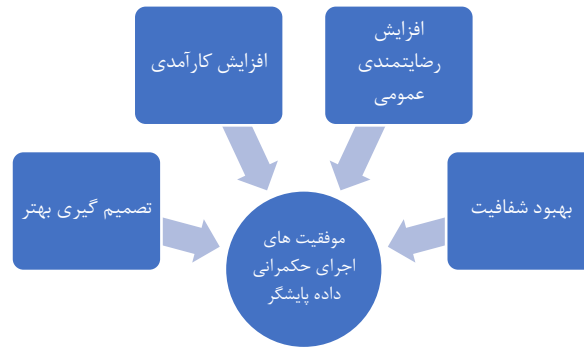 افزایش
رضایتمندی
عمومی
افزایش کارآمدی
بهبود شفافیت
تصمیم گیری بهتر
موفقیت های
اجرای حکمرانی
داده پایشگر